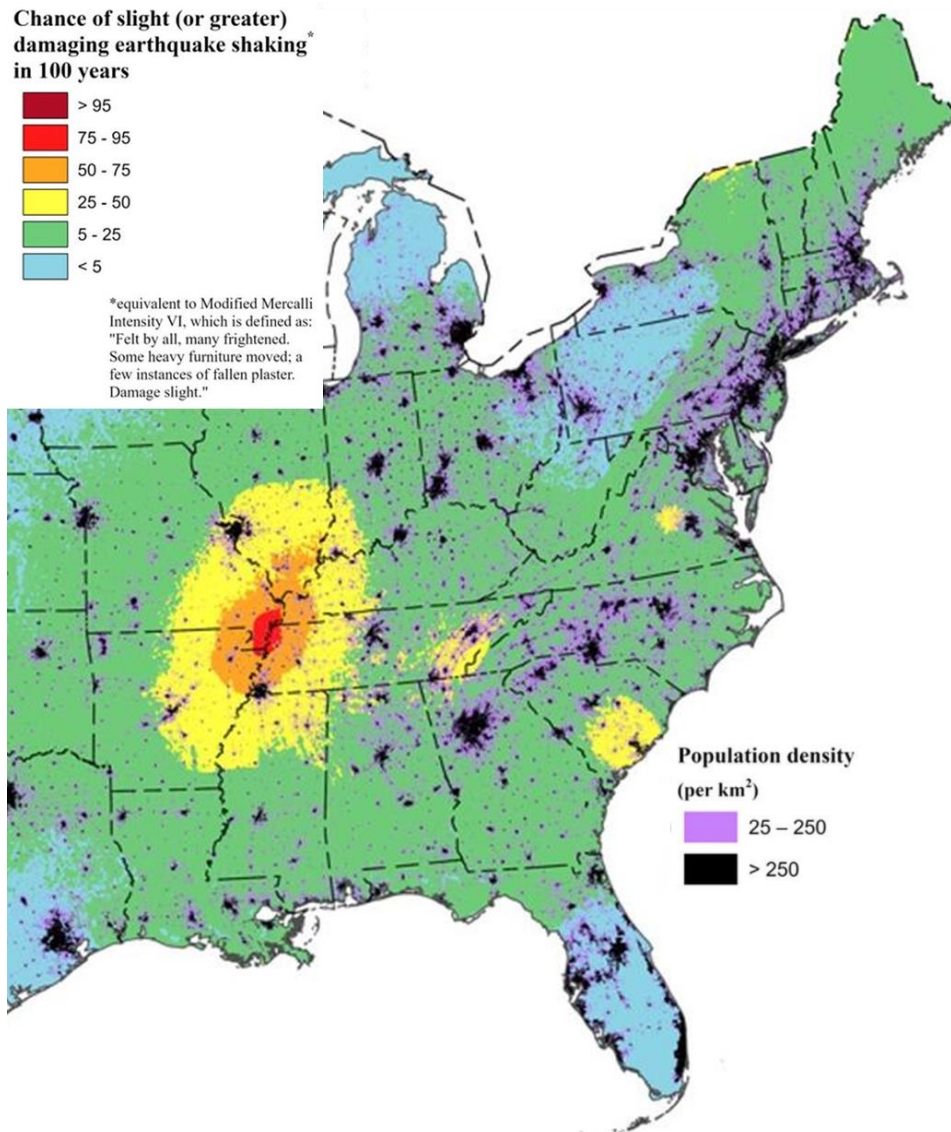 Chance of slight (or greater)
damaging earthquake shaking*
in 100 years
> 95
75 - 95
50 - 75
25 - 50
5 - 25
< 5
*equivalent to Modified Mercalli
Intensity VI, which is defined as:
"Felt by all, many frightened.
Some heavy furniture moved; a
few instances of fallen plaster.
Damage slight."
Population density
(per km²)
25 – 250
> 250